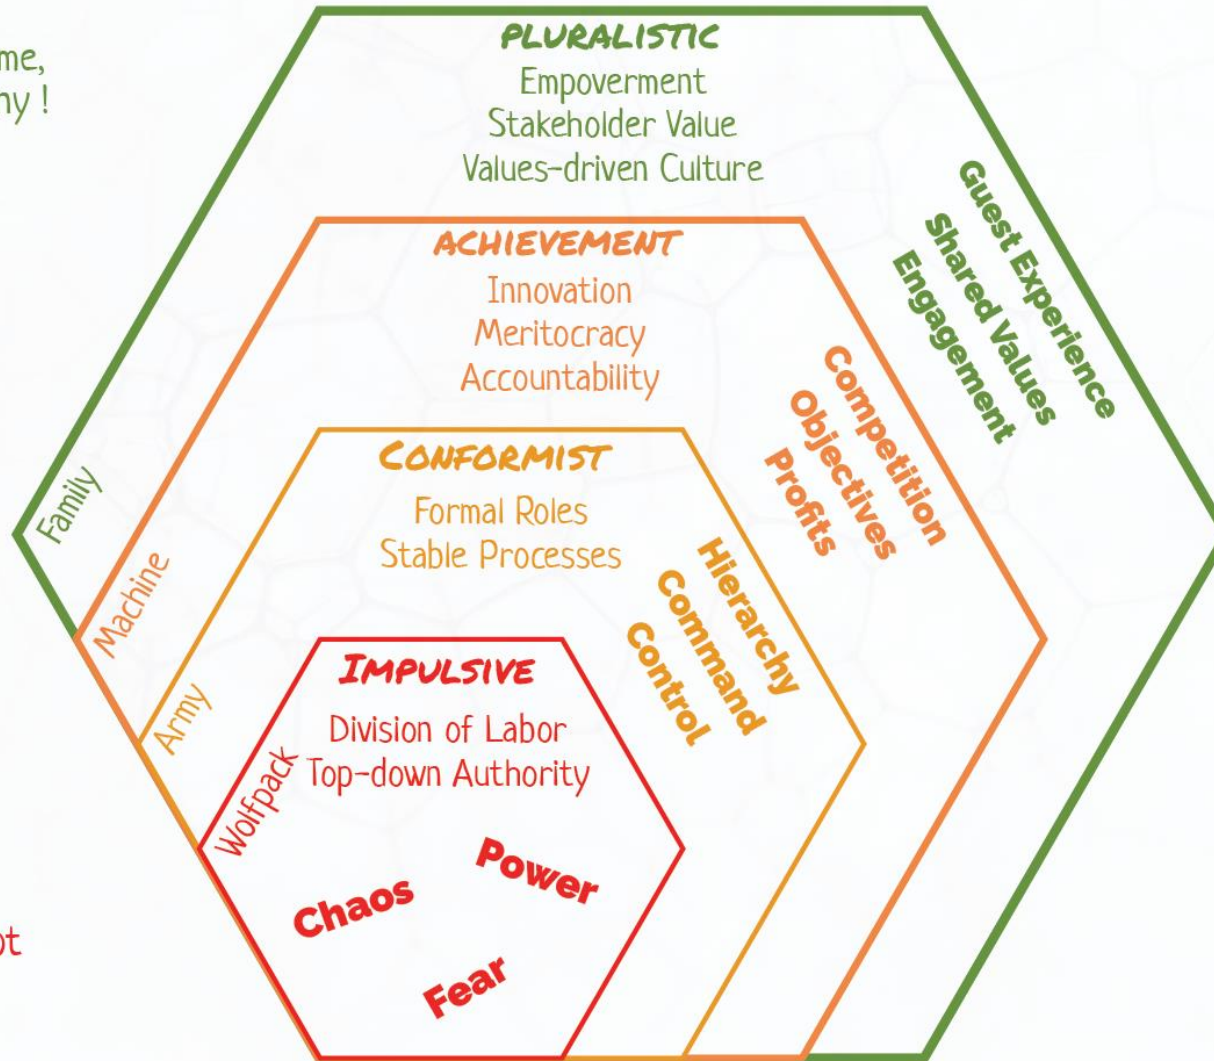 PLURALISTIC
Empoverment
Stakeholder Value
Values-driven Culture
Guest Experience
Shared Values
Engagement
Family
ACHIEVEMENT
Innovation
Meritocracy
Accountability
Competition
Objectives
Profits
Machine
CONFORMIST
Formal Roles
Stable Processes
Hierarchy
Command
Control
Army
IMPULSIVE
Division of Labor
Top-down Authority
Wolfpack
Power
Chaos
Fear